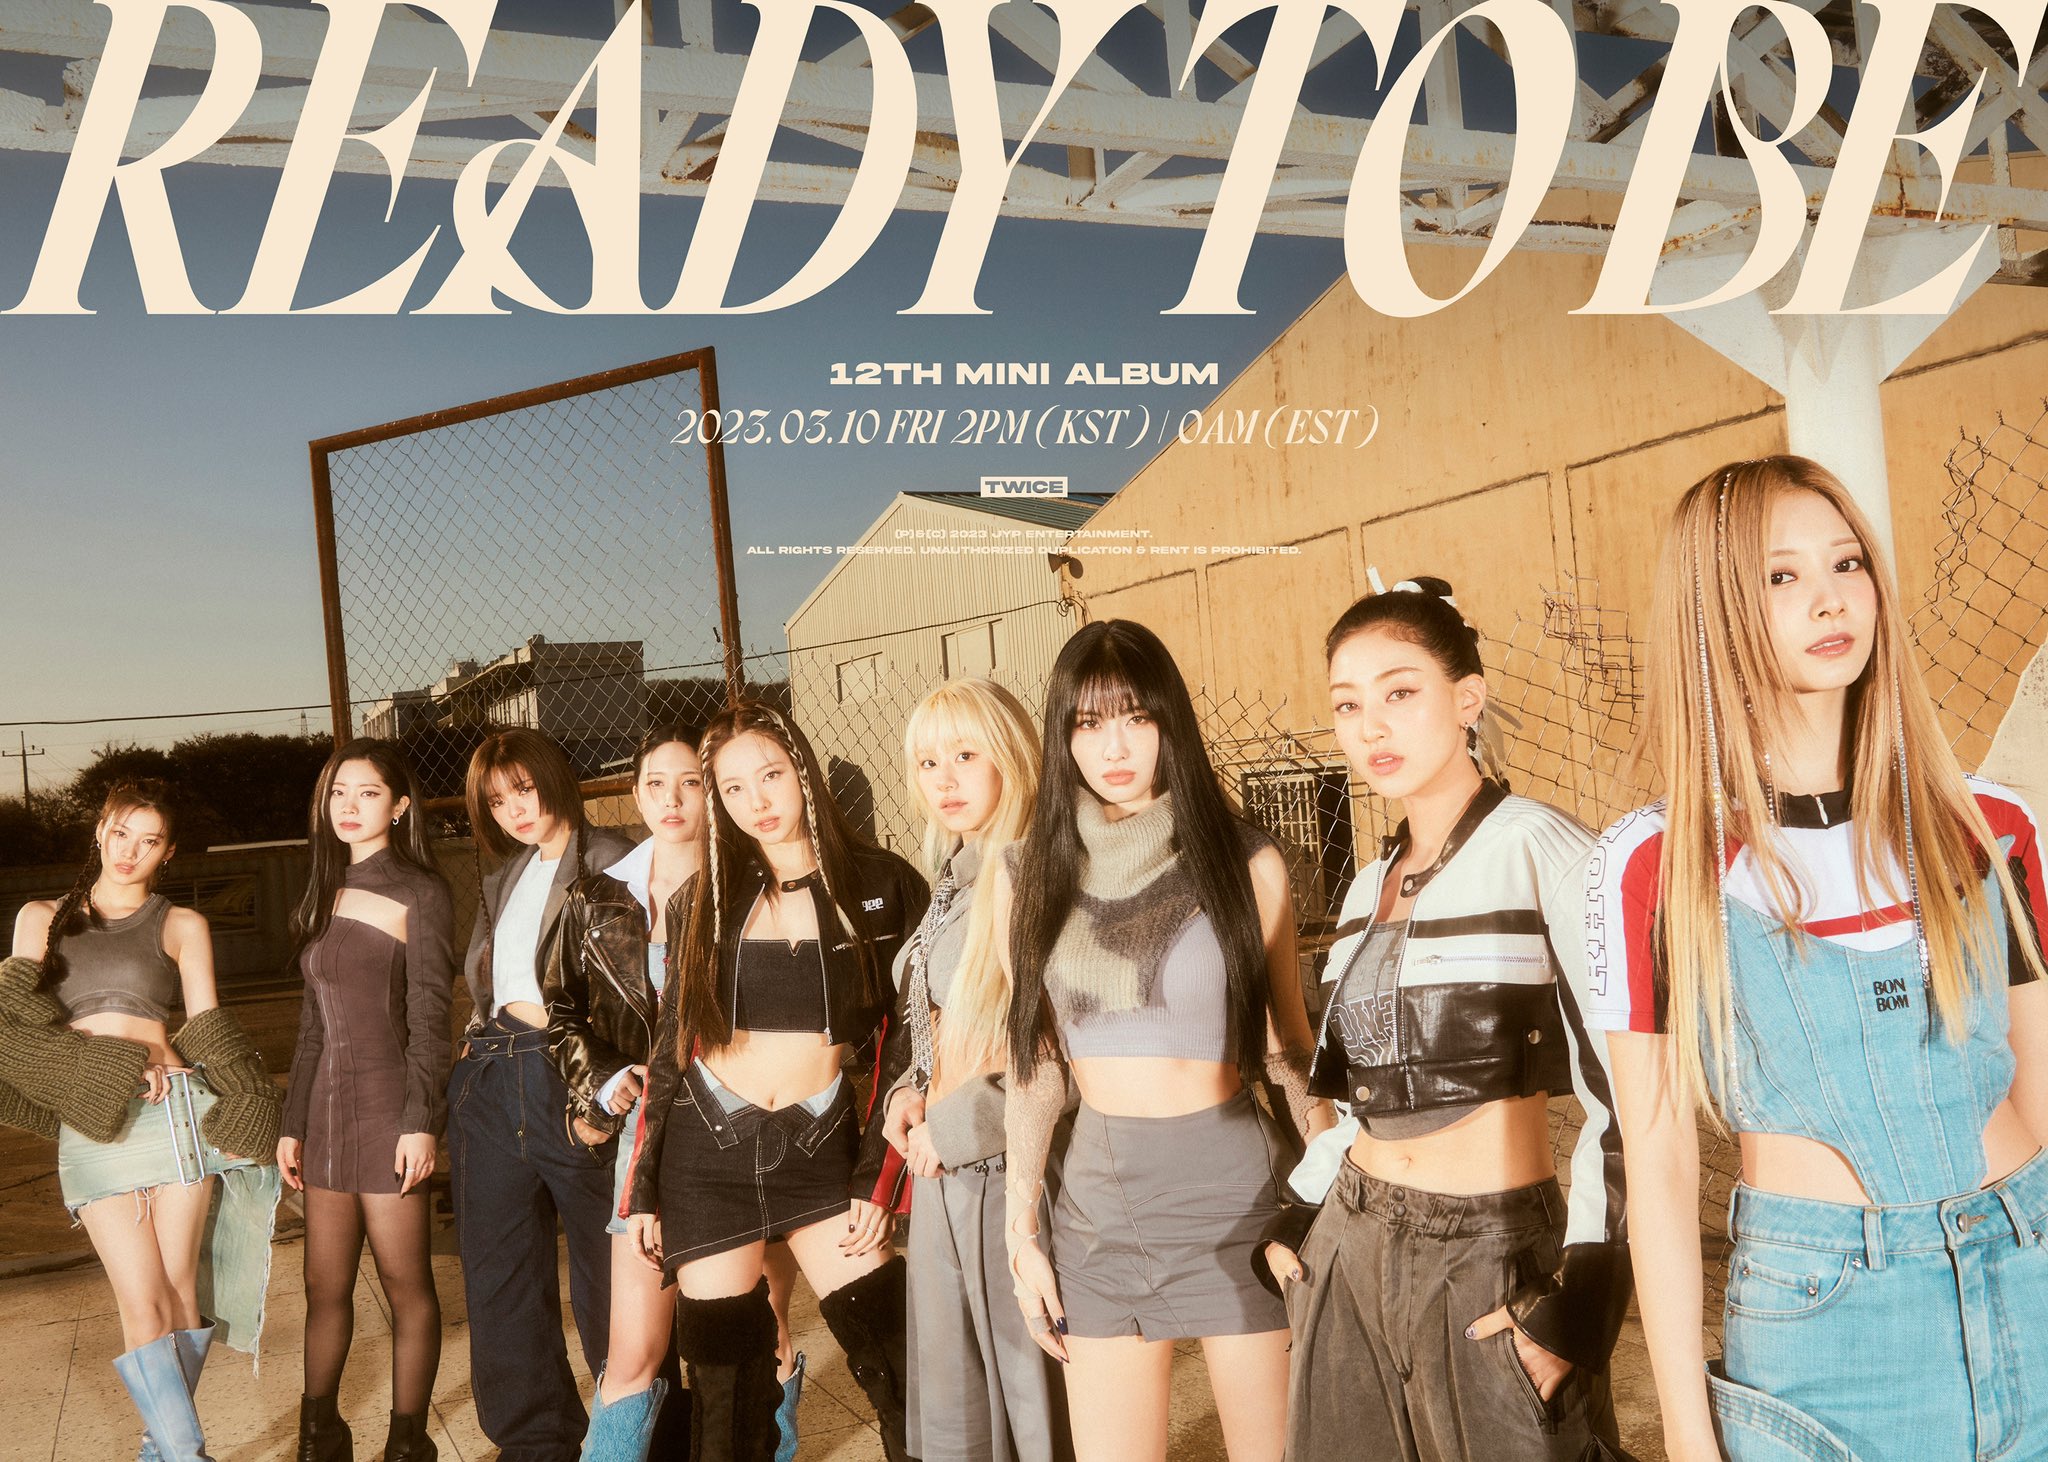 READY TO BE
12TH MINI ALBUM
2023.03.10 FRI 2PM (KST) / 0AM (EST)
TWICE
(P)&(C) 2023 JYP ENTERTAINMENT.
ALL RIGHTS RESERVED. UNAUTHORIZED DUPLICATION & RENT IS PROHIBITED.
BON
BOM